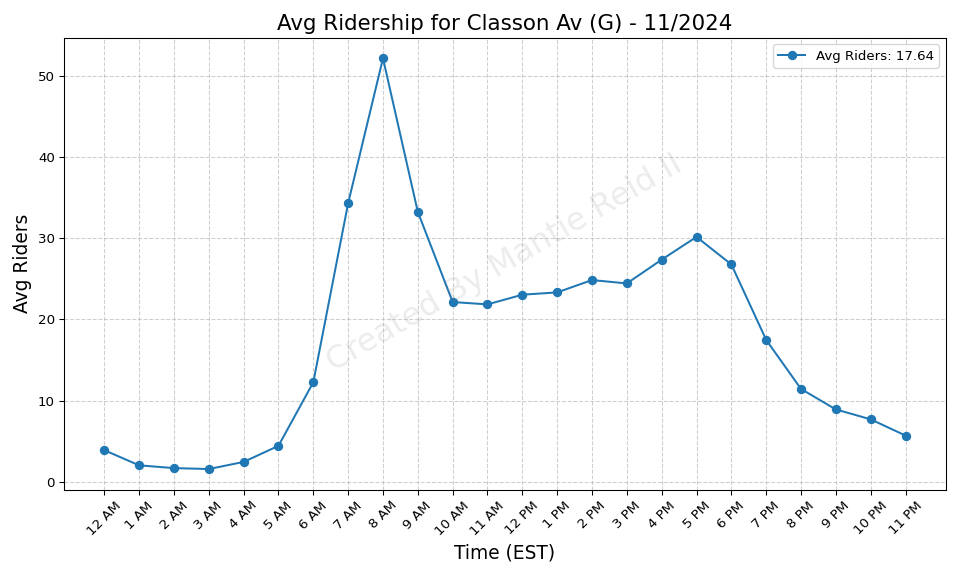 Avg Ridership for Classon Av (G) - 11/2024
Avg Riders: 17.64
Avg Riders
50
40
30
20
10
0
Created By Mantie Reid II
12 AM
1 AM
2 AM
3 AM
4 AM
5 AM
6 AM
7 AM
8 AM
9 AM
10 AM
11 AM
12 PM
1 PM
2 PM
3 PM
4 PM
5 PM
6 PM
7 PM
8 PM
9 PM
10 PM
11 PM
Time (EST)